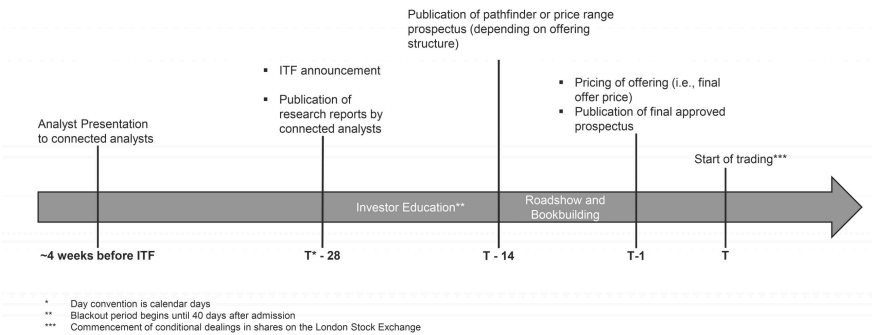 Publication of pathfinder or price range
prospectus (depending on offering
structure)
▪ ITF announcement
▪ Publication of
research reports by
connected analysts
▪ Pricing of offering (i.e., final
offer price)
▪ Publication of final approved
prospectus
Analyst Presentation
to connected analysts
Start of trading***
Investor Education**
Roadshow and
Bookbuilding
~4 weeks before ITF
T* - 28
T - 14
T-1
T
* Day convention is calendar days
** Blackout period begins until 40 days after admission
*** Commencement of conditional dealings in shares on the London Stock Exchange